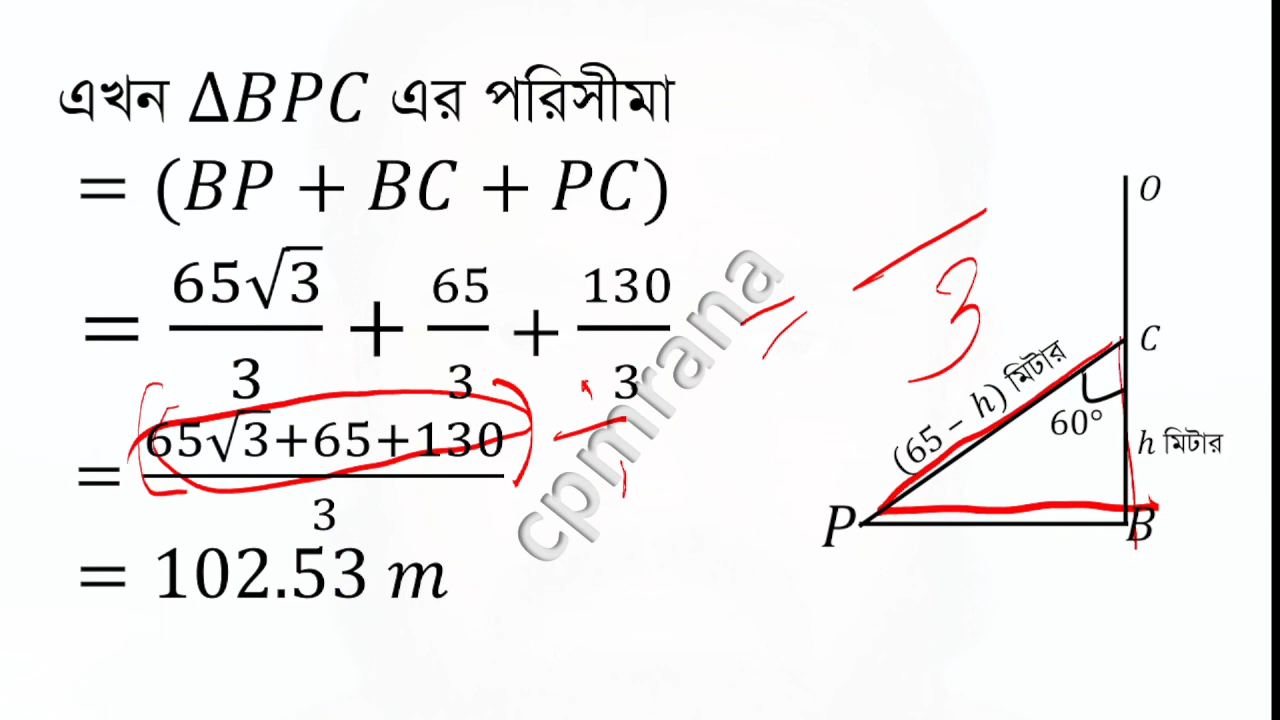 এখন ΔBPC এর পরিসীমা
= (BP + BC + PC)
= 65√3/3 + 65/3 + 130/3
= 65√3+65+130/3
= 102.53 m
= 3
cpmrana
O
C
(65 − h) মিটার
60°
h মিটার
P
B